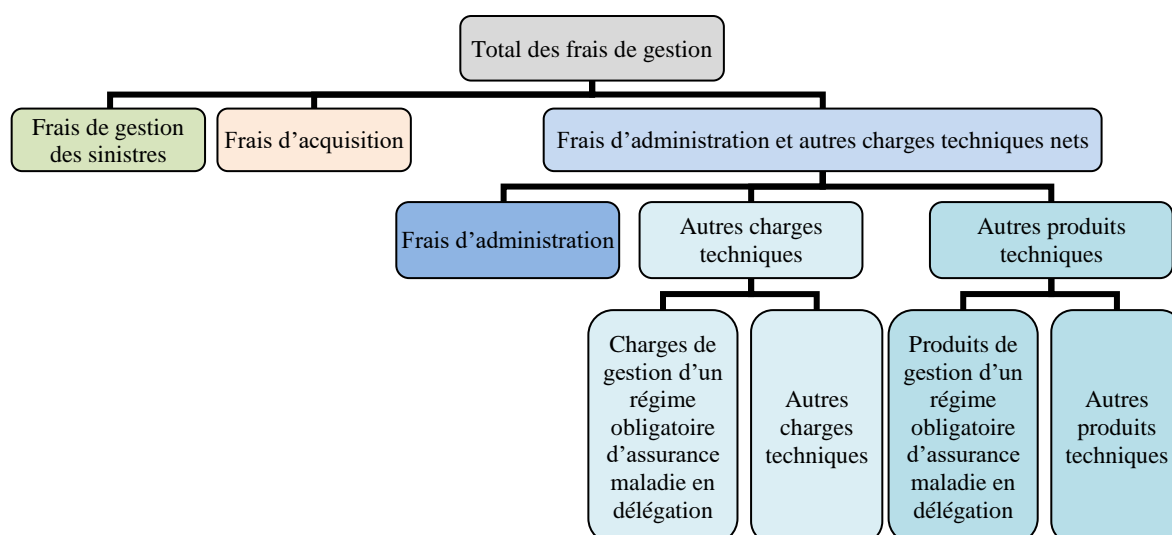 Total des frais de gestion
Frais de gestion
des sinistres
Frais d’acquisition
Frais d’administration et autres charges techniques nets
Frais d’administration
Autres charges
techniques
Autres produits
techniques
Charges de
gestion d’un
régime
obligatoire
d’assurance
maladie en
délégation
Autres
charges
techniques
Produits de
gestion d’un
régime
obligatoire
d’assurance
maladie en
délégation
Autres
produits
techniques